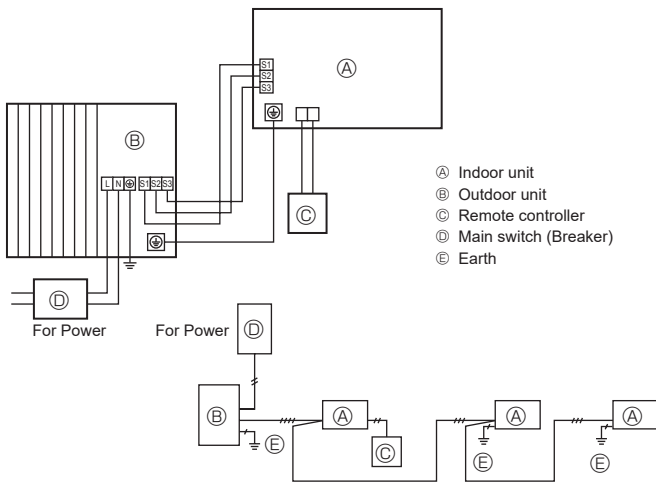 S1
S2
S3
Ⓐ
Ⓑ
L N S1 S2 S3
Ⓒ
Ⓐ Indoor unit
Ⓑ Outdoor unit
Ⓒ Remote controller
Ⓓ Main switch (Breaker)
Ⓔ Earth
Ⓓ
For Power
For Power
Ⓓ
Ⓑ
Ⓔ
Ⓐ
Ⓒ
Ⓐ
Ⓔ
Ⓐ
Ⓔ